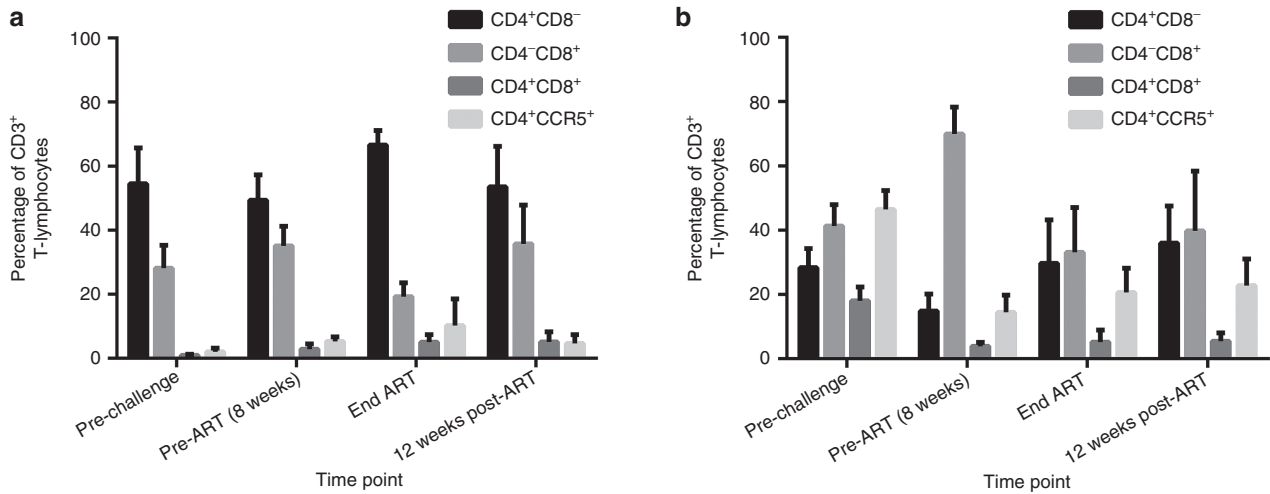 a
CD4⁺CD8⁻
CD4⁻CD8⁺
CD4⁺CD8⁺
CD4⁺CCR5⁺
Percentage of CD3⁺
T-lymphocytes
100
80
60
40
20
0
Pre-challenge
Pre-ART (8 weeks)
End ART
12 weeks post-ART
Time point
b
CD4⁺CD8⁻
CD4⁻CD8⁺
CD4⁺CD8⁺
CD4⁺CCR5⁺
Percentage of CD3⁺
T-lymphocytes
100
80
60
40
20
0
Pre-challenge
Pre-ART (8 weeks)
End ART
12 weeks post-ART
Time point